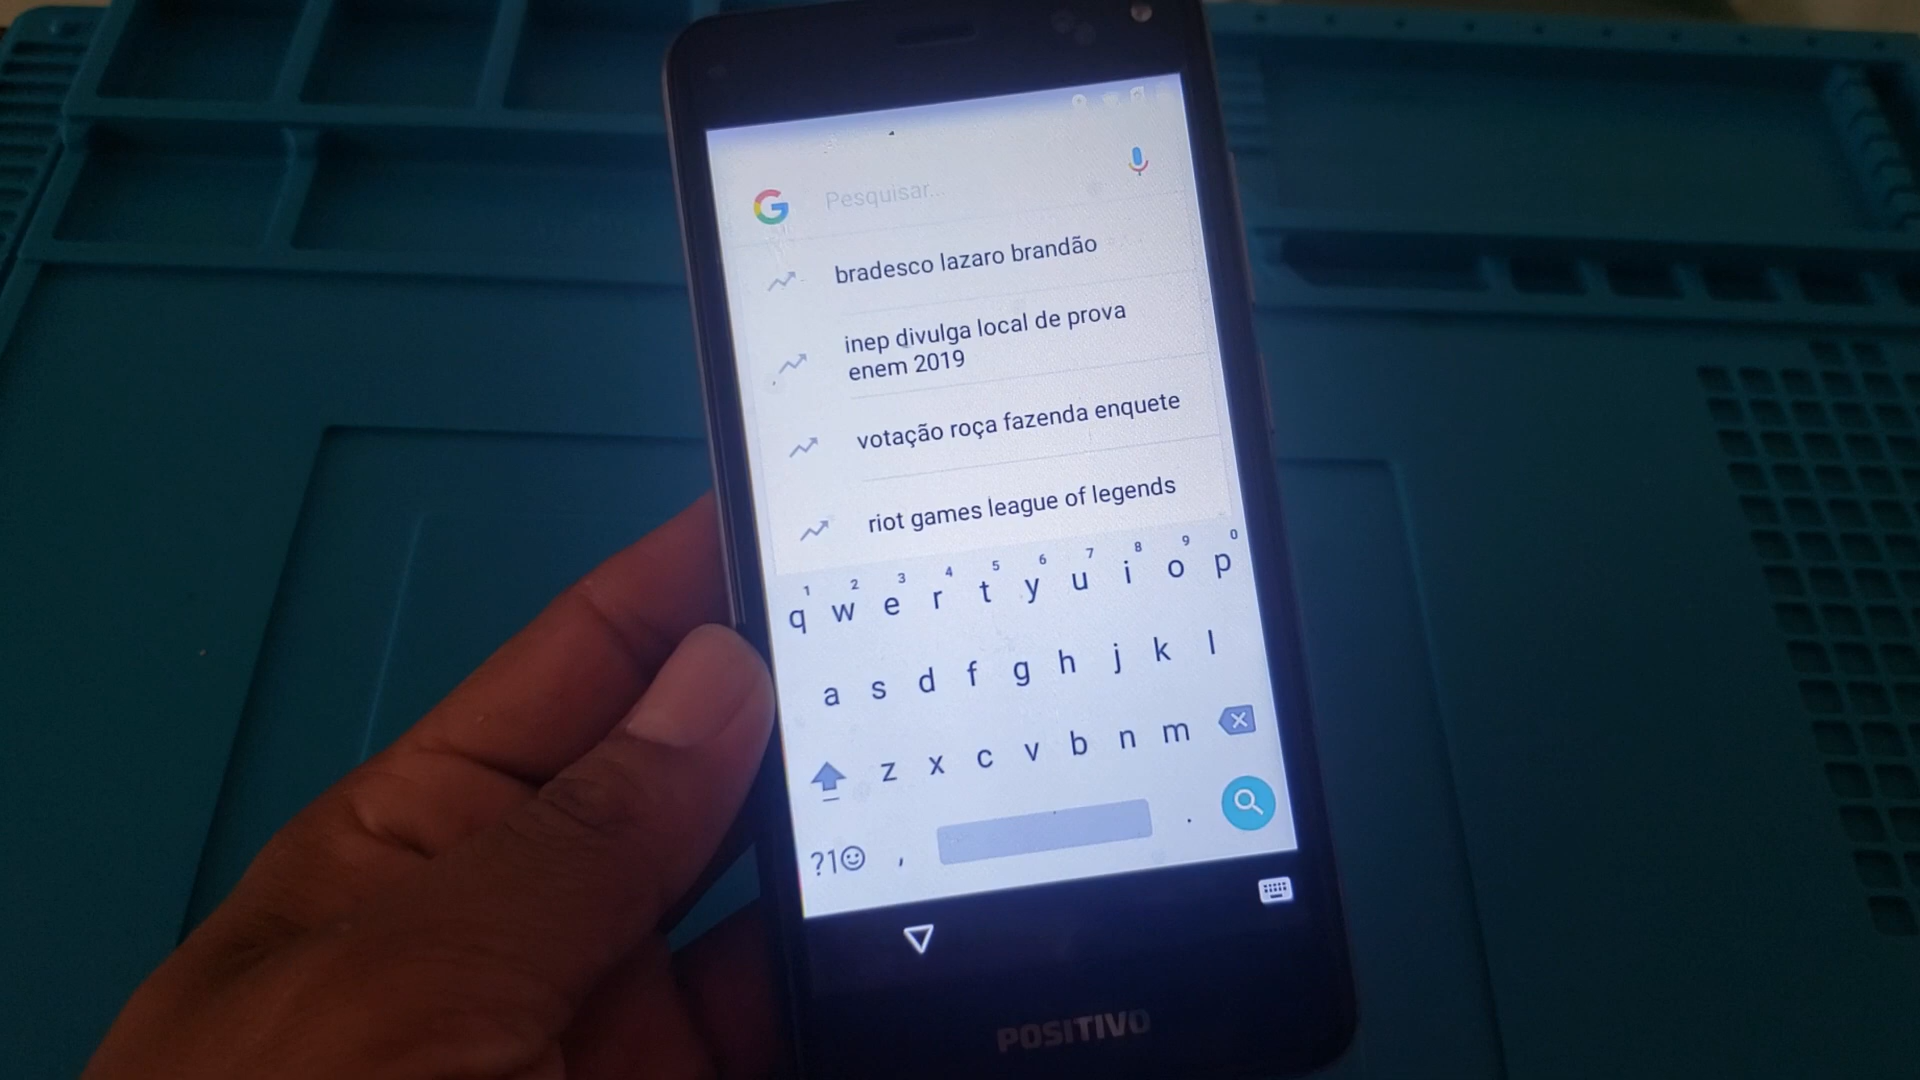 Pesquisar...
bradesco lazaro brandão
inep divulga local de prova
enem 2019
votação roça fazenda enquete
riot games league of legends
1 2 3 4 5 6 7 8 9 0
q w e r t y u i o p
a s d f g h j k l
z x c v b n m
?1☺ , .
POSITIVO